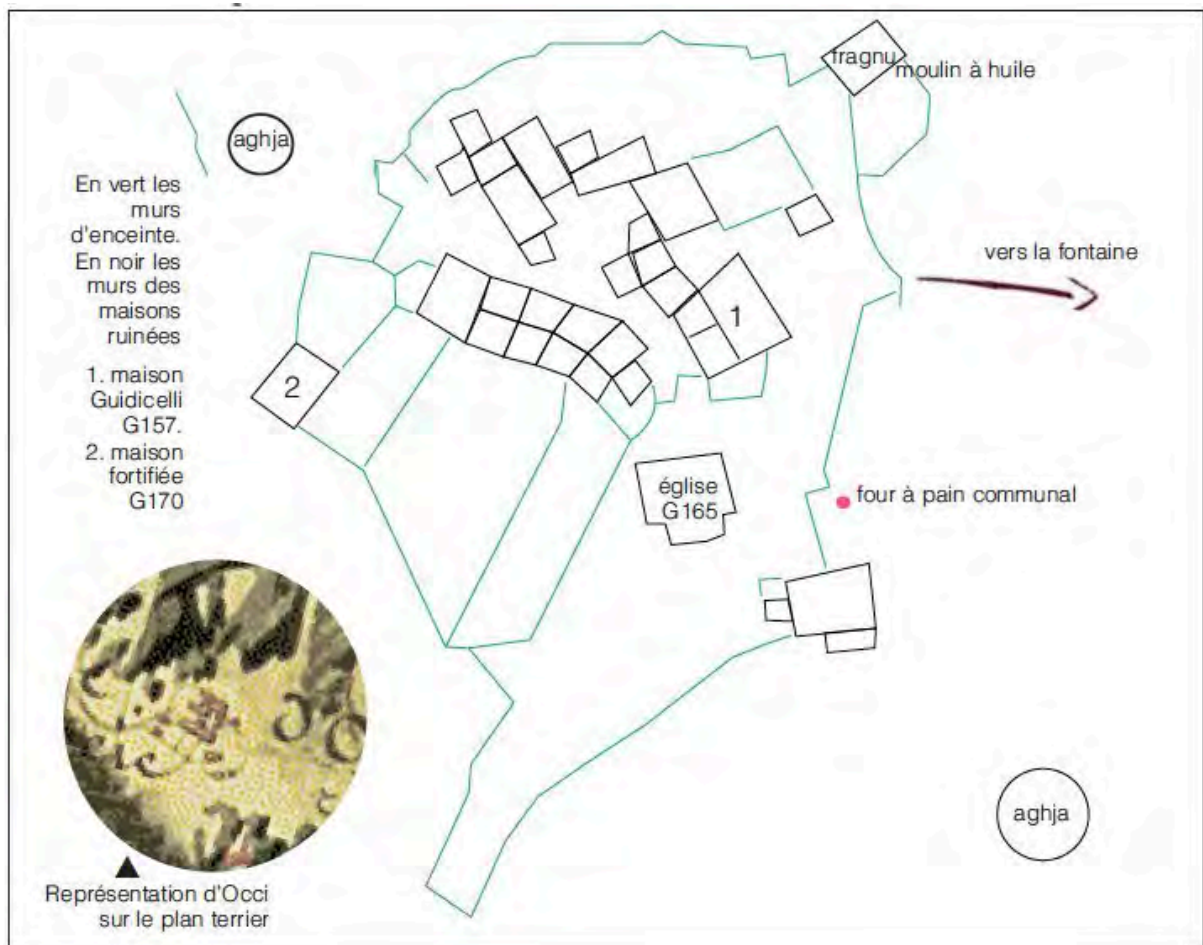 fragnu
moulin à huile
aghja
En vert les
murs
d'enceinte.
En noir les
murs des
maisons
ruinées
1. maison
Guidicelli
G157.
2. maison
fortifiée
G170
vers la fontaine
1
2
église
G165
four à pain communal
aghja
Représentation d'Occi
sur le plan terrier